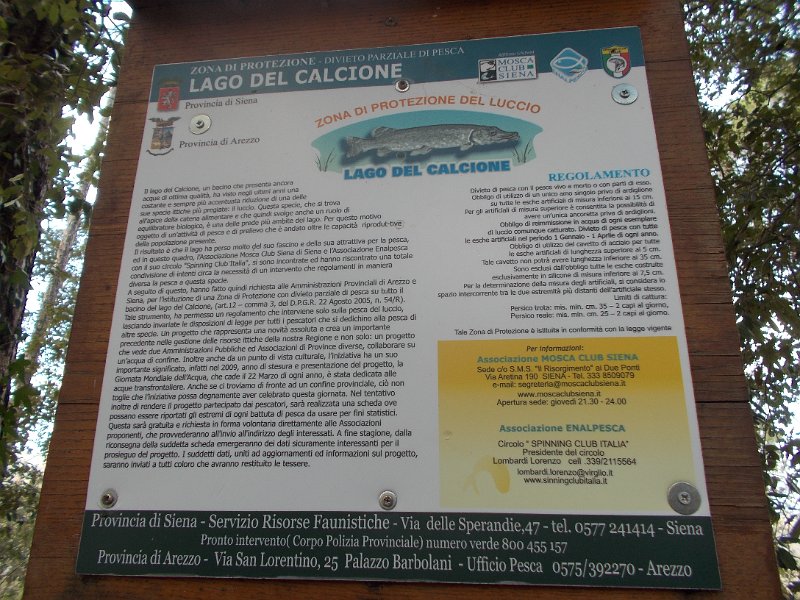 ZONA DI PROTEZIONE - DIVIETO PARZIALE DI PESCA
LAGO DEL CALCIONE
Provincia di Siena
Provincia di Arezzo
MOSCA
CLUB
SIENA
ZONA DI PROTEZIONE DEL LUCCIO
LAGO DEL CALCIONE
Il lago del Calcione, un bacino che presenta ancora
acque di ottima qualità, ha visto negli ultimi anni una
costante e sempre più accentuata riduzione di una delle
sue specie ittiche più pregiate: il luccio. Questa specie, che si trova
all'apice della catena alimentare e che quindi svolge anche un ruolo di
equilibratore biologico, è una delle prede più ambite del lago. Per questo motivo
oggetto di un'attività di pesca e di prelievo che è andato oltre le capacità riproduttive
della popolazione presente.
Il risultato è il lago ha perso molto del suo fascino e della sua attrattiva per la pesca,
ed in questo quadro, l'Associazione Mosca Club Siena di Siena e l'Associazione Enalpesca
con il suo circolo "Spinning Club Italia", si sono incontrate ed hanno riscontrato una totale
condivisione di intenti circa la necessità di un intervento che regolamenti in maniera
diversa la pesca a questa specie.
A seguito di questo, hanno fatto quindi richieste alle Amministrazioni Provinciali di Arezzo e
Siena, per l'istituzione di una Zona di Protezione con divieto parziale di pesca su tutto il
bacino del lago del Calcione, (art.12 – comma 3, del D.P.G.R. 22 Agosto 2005, n. 54/R).
Tale strumento, ha permesso un regolamento che interviene solo sulla pesca del luccio,
lasciando invariate le disposizioni di legge per tutti i pescatori che si dedichino alla pesca di
altre specie. Un progetto che rappresenta una novità assoluta e crea un importante
precedente nelle gestione delle risorse ittiche della nostra Regione e non solo: un progetto
che vede due Amministrazioni Pubbliche ed Associazioni di Province diverse, collaborare su
un'acqua di confine. Inoltre anche da un punto di vista culturale, l'iniziativa ha un suo
importante significato, infatti nel 2009, anno di stesura e presentazione del progetto, la
Giornata Mondiale dell'Acqua, che cade il 22 Marzo di ogni anno, è stata dedicata alle
acque transfrontaliere. Anche se ci troviamo di fronte ad un confine provinciale, ciò non
toglie che l'iniziativa possa degnamente aver celebrato questa giornata. Nel tentativo
inoltre di rendere il progetto partecipato dai pescatori, sarà realizzata una scheda ove
possano essere riportati gli estremi di ogni battuta di pesca da usare per fini statistici.
Questa sarà gratuita e richiesta in forma volontaria direttamente alle Associazioni
proponenti, che provvederanno all'invio all'indirizzo degli interessati. A fine stagione, dalla
riconsegna della suddetta scheda emergeranno dei dati sicuramente interessanti per il
prosieguo del progetto. I suddetti dati, uniti ad aggiornamenti ed informazioni sul progetto,
saranno inviati a tutti coloro che avranno restituito le tessere.
REGOLAMENTO
Divieto di pesca con il pesce vivo e morto o con parti di esso.
Obbligo di utilizzo di un unico amo singolo privo di ardiglione
su tutte le esche artificiali di misura inferiore ai 15 cm.
Per gli artificiali di misura superiore è consentita la possibilità di
avere un'unica ancoretta privo di ardiglioni.
Obbligo di reimmissione in acqua di ogni esemplare
di luccio comunque catturato. Divieto di pesca con tutte
le esche artificiali nel periodo 1 Gennaio - 1 Aprile di ogni anno.
Obbligo di utilizzo del cavetto di acciaio per tutte
le esche artificiali di lunghezza superiore ai 5 cm.
Tale cavetto non potrà avere lunghezza inferiore ai 35 cm.
Sono esclusi dall'obbligo tutte le esche costruite
esclusivamente in silicone di misura inferiore ai 7,5 cm.
Per la determinazione della misura degli artificiali, si considera lo
spazio intercorrente tra le due estremità più distanti dell'artificiale stesso.
Limiti di cattura:
Persico trota: mis. min. cm. 35 – 2 capi al giorno,
Persico reale: mis. min. cm. 25 – 2 capi al giorno.
Tale Zona di Protezione è istituita in conformità con la legge vigente
Per Informazioni:
Associazione MOSCA CLUB SIENA
Sede c/o S.M.S. "Il Risorgimento" ai Due Ponti
Via Aretina 190 SIENA - Tel. 333 8509079
e-mail: segreteria@moscaclubsiena.it
www.moscaclubsiena.it
Apertura sede: giovedì 21.30 - 24.00
Associazione ENALPESCA
Circolo " SPINNING CLUB ITALIA"
Presidente del circolo
Lombardi Lorenzo cell .339/2115564
lombardi.lorenzo@virglio.it
www.sinningclubitalia.it
Provincia di Siena - Servizio Risorse Faunistiche - Via delle Sperandie,47 - tel. 0577 241414 - Siena
Pronto intervento( Corpo Polizia Provinciale) numero verde 800 455 157
Provincia di Arezzo - Via San Lorentino, 25 Palazzo Barbolani - Ufficio Pesca 0575/392270 - Arezzo